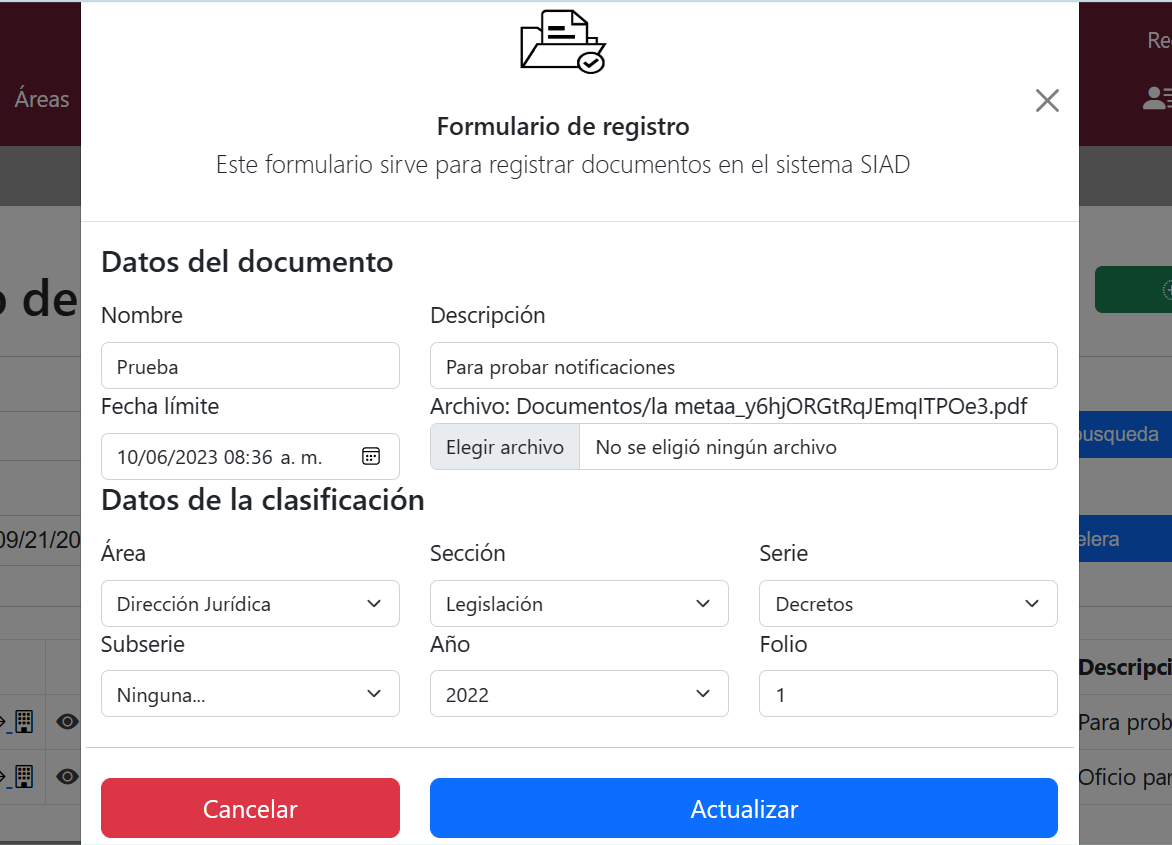 Re
Áreas
Formulario de registro
Este formulario sirve para registrar documentos en el sistema SIAD
Datos del documento
o de
Nombre
Descripción
Prueba
Para probar notificaciones
Fecha límite
Archivo: Documentos/la metaa_y6hjORGtRqJEmqITPOe3.pdf
busqueda
10/06/2023 08:36 a. m.
Elegir archivo
No se eligió ningún archivo
Datos de la clasificación
09/21/20
elera
Área
Sección
Serie
Dirección Jurídica
Legislación
Decretos
Subserie
Año
Folio
Descripci
Ninguna...
2022
1
Para prob
Oficio par
Cancelar
Actualizar